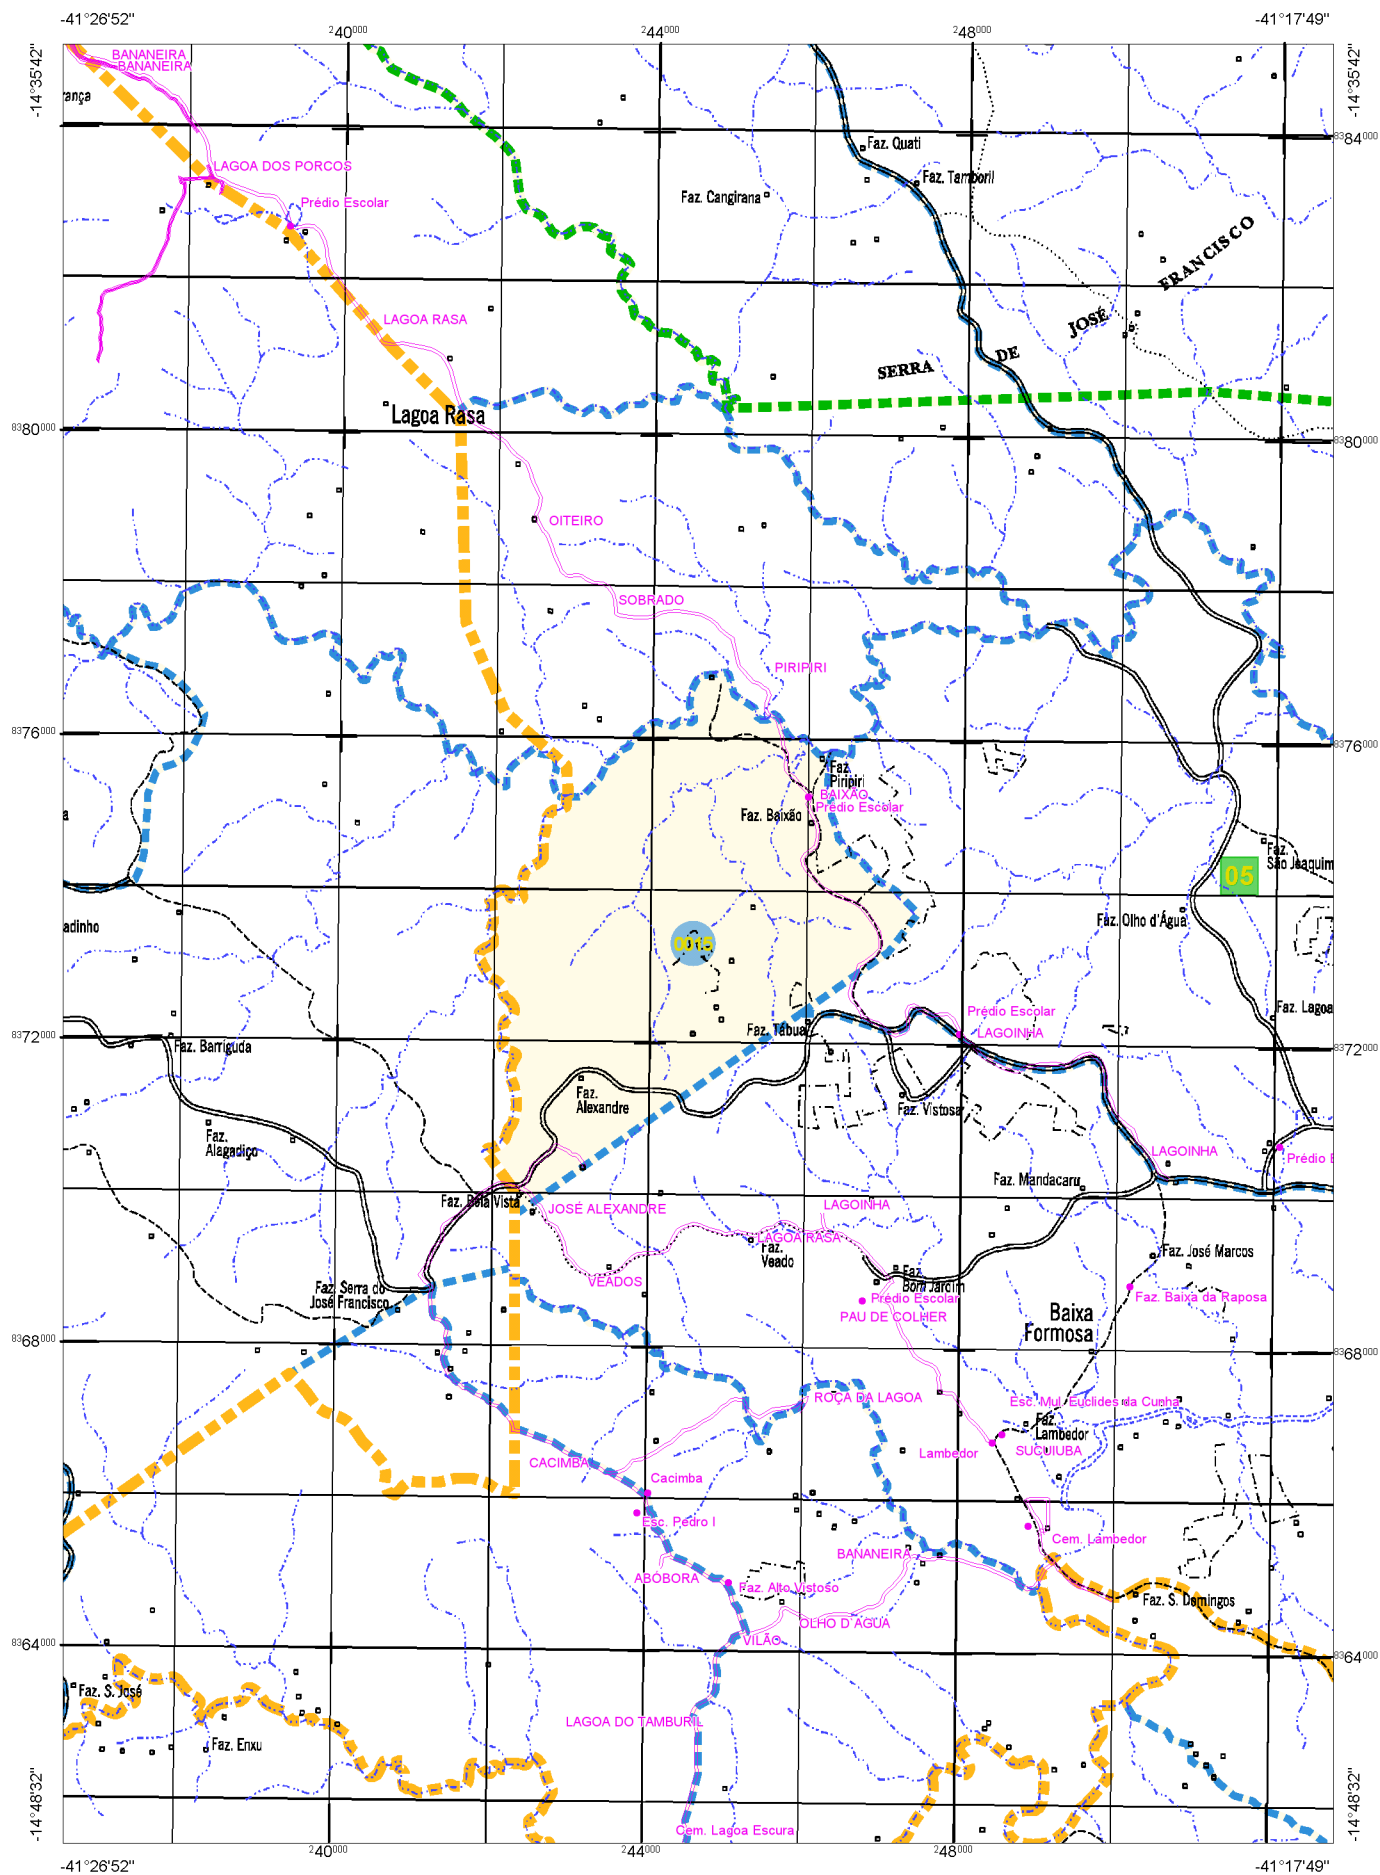 -41°26'52"
-41°17'49"
240000
244000
248000
-14°35'42"
-14°35'42"
BANANEIRA
BANANEIRA
rança
8384000
Faz. Quati
LAGOA DOS PORCOS
Faz. Tamboril
Prédio Escolar
Faz. Cangirana
SERRA DE JOSÉ FRANCISCO
LAGOA RASA
Lagoa Rasa
8380000
8380000
OITEIRO
SOBRADO
PIRIPIRI
8376000
8376000
Faz.
Piripiri
BAIXÃO
Prédio Escolar
Faz. Baixão
Faz.
São Joaquim
05
Faz. Olho d'Água
adinho
a
0015
Faz. Lagoa
Prédio Escolar
LAGOINHA
Faz. Tábua
8372000
8372000
Faz. Barriguda
Faz.
Alexandre
Faz. Vistosa
Faz.
Alagadiço
LAGOINHA
Prédio E
Faz. Mandacaru
Faz. Bela Vista
JOSÉ ALEXANDRE
LAGOINHA
LAGOA RASA
Faz.
Veado
Faz. José Marcos
VEADOS
Faz. Serra do
José Francisco
Faz.
Bom Jardim
Prédio Escolar
Faz. Baixa da Raposa
PAU DE COLHER
Baixa
Formosa
8368000
8368000
ROÇA DA LAGOA
Esc. Mul. Euclides da Cunha
Faz.
Lambedor
Lambedor
SUCUIUBA
CACIMBA
Cacimba
Esc. Pedro I
Cem. Lambedor
BANANEIRA
ABÓBORA
Faz. Alto Vistoso
Faz. S. Domingos
OLHO D'AGUA
VILÃO
8364000
8364000
Faz. S. José
LAGOA DO TAMBURIL
Faz. Enxu
Cem. Lagoa Escura
-14°48'32"
-14°48'32"
240000
244000
248000
-41°26'52"
-41°17'49"